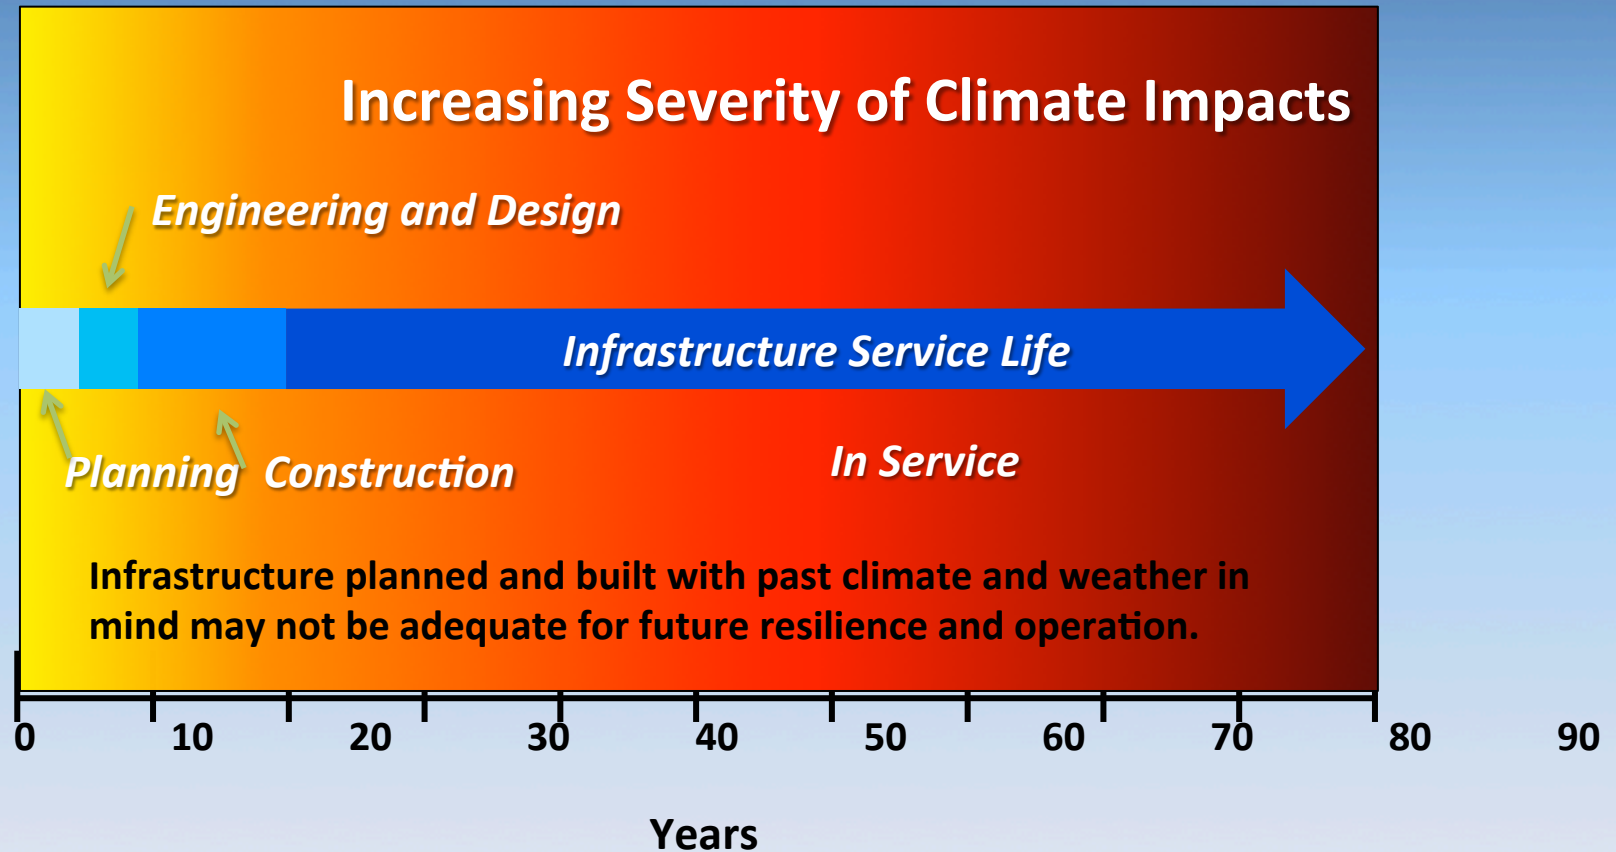 Increasing Severity of Climate Impacts
Engineering and Design
Infrastructure Service Life
Planning Construction
In Service
Infrastructure planned and built with past climate and weather in
mind may not be adequate for future resilience and operation.
0 10 20 30 40 50 60 70 80 90
Years